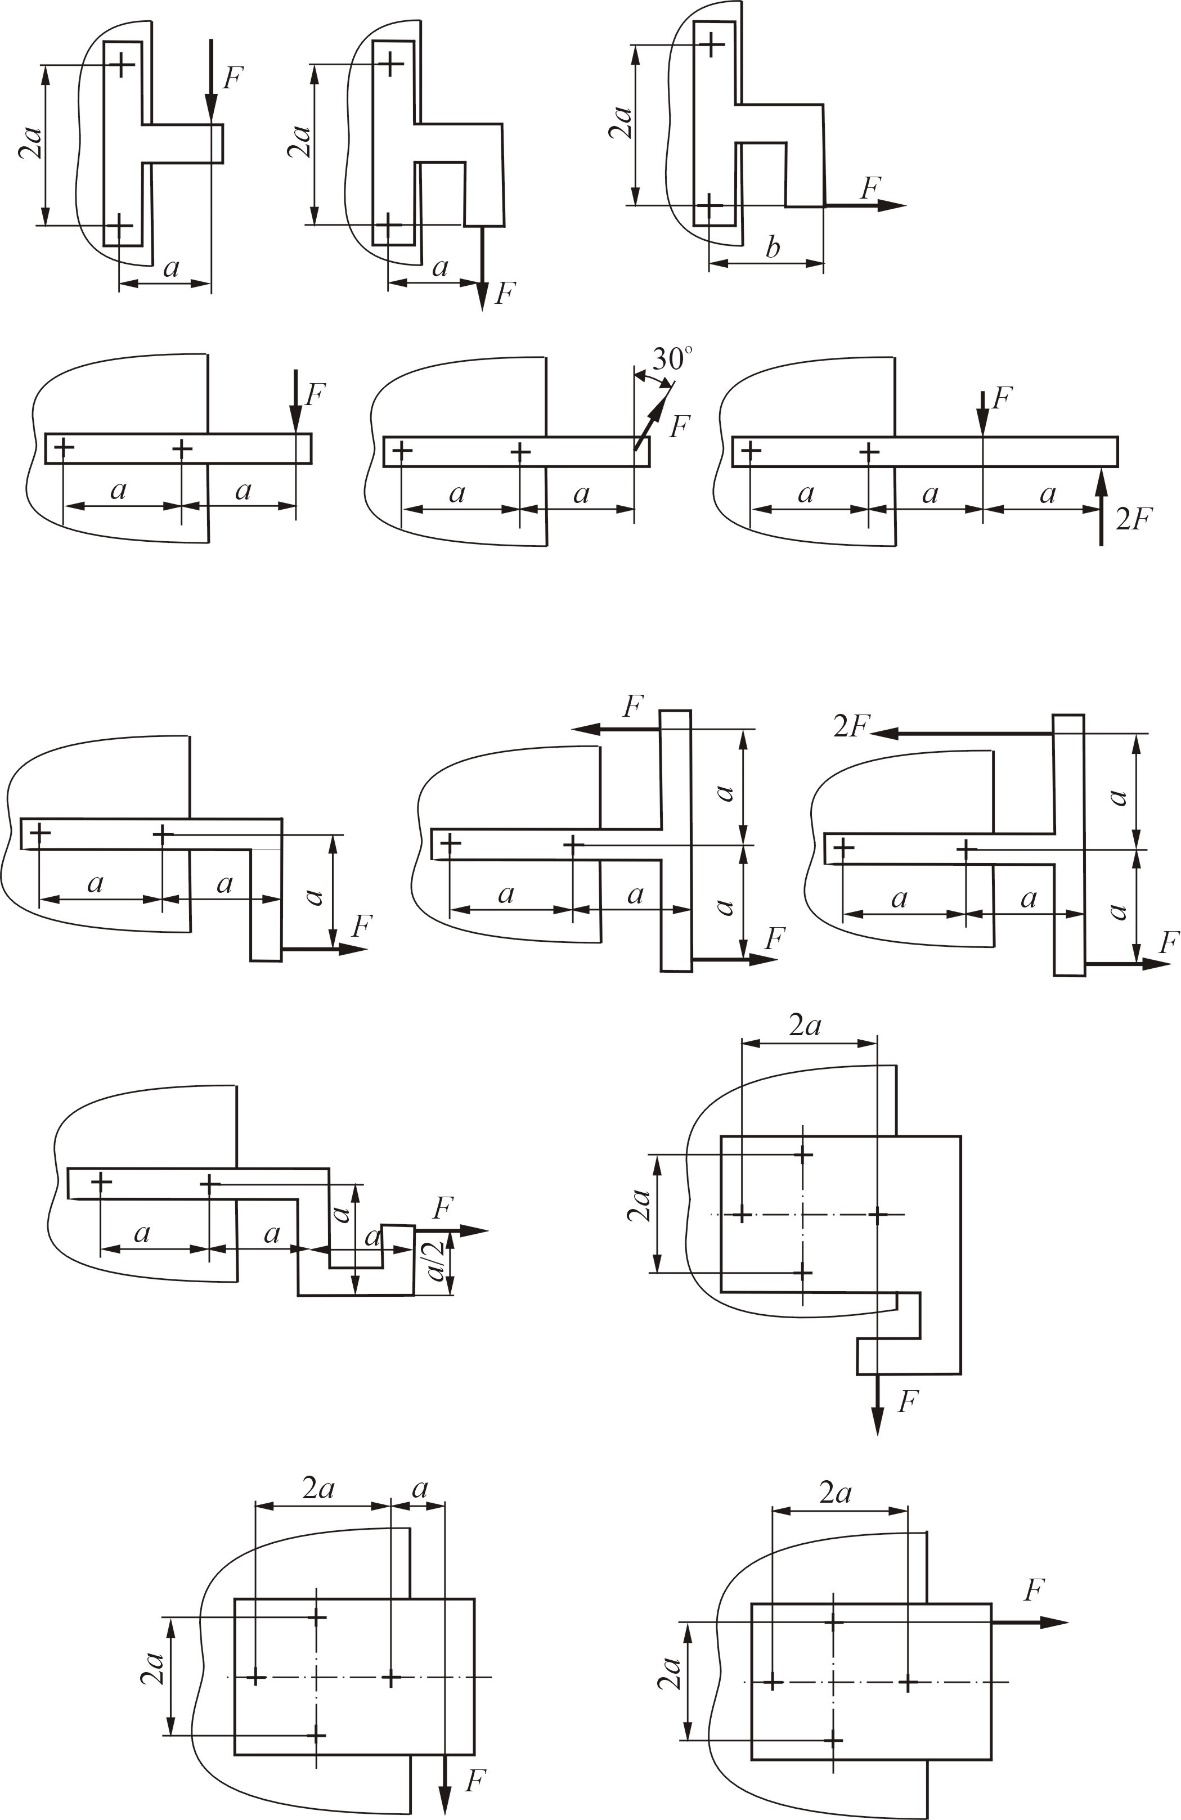 2a F a
2a a F
2a F b
a a F
a a 30° F
a a F a 2F
a a a F
F a a a a F
2F a a a a F
a a a a F a/2
2a 2a F
2a a 2a F
2a 2a F